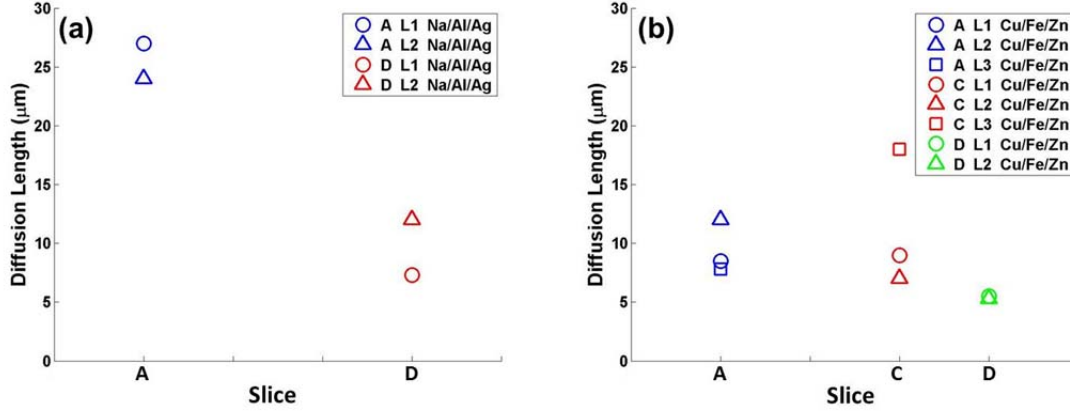 (a)
A L1 Na/Al/Ag
A L2 Na/Al/Ag
D L1 Na/Al/Ag
D L2 Na/Al/Ag
30
25
20
15
10
5
0
Diffusion Length (μm)
A D
Slice
(b)
A L1 Cu/Fe/Zn
A L2 Cu/Fe/Zn
A L3 Cu/Fe/Zn
C L1 Cu/Fe/Zn
C L2 Cu/Fe/Zn
C L3 Cu/Fe/Zn
D L1 Cu/Fe/Zn
D L2 Cu/Fe/Zn
30
25
20
15
10
5
0
Diffusion Length (μm)
A C D
Slice